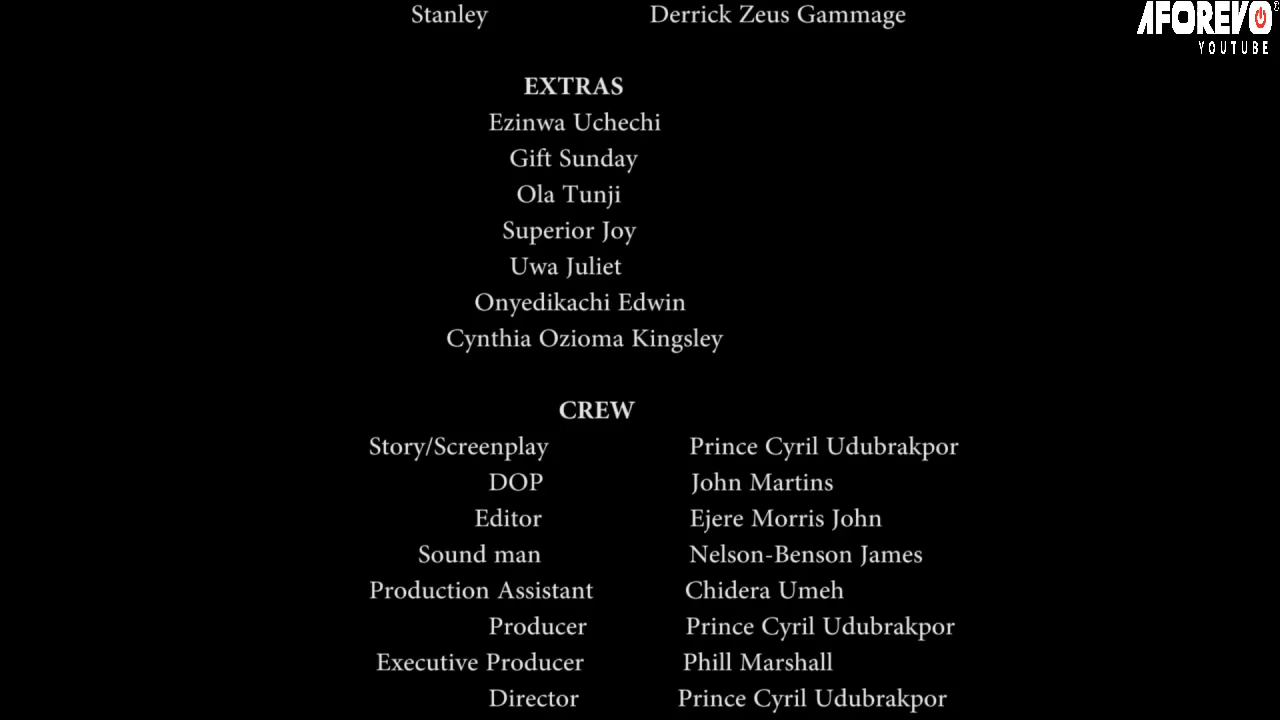 Stanley Derrick Zeus Gammage
AFOREVO
YOUTUBE
EXTRAS
Ezinwa Uchechi
Gift Sunday
Ola Tunji
Superior Joy
Uwa Juliet
Onyedikachi Edwin
Cynthia Ozioma Kingsley
CREW
Story/Screenplay Prince Cyril Udubrakpor
DOP John Martins
Editor Ejere Morris John
Sound man Nelson-Benson James
Production Assistant Chidera Umeh
Producer Prince Cyril Udubrakpor
Executive Producer Phill Marshall
Director Prince Cyril Udubrakpor